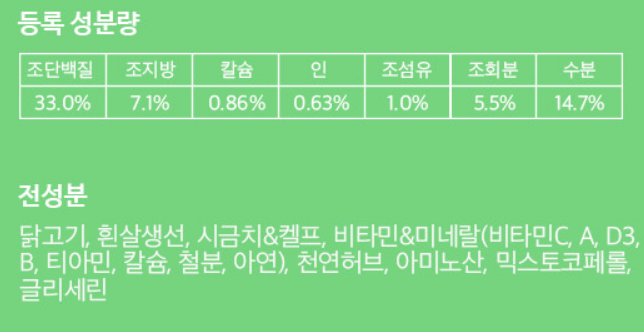 등록 성분량
조단백질 조지방 칼슘 인 조섬유 조회분 수분
33.0% 7.1% 0.86% 0.63% 1.0% 5.5% 14.7%
전성분
닭고기, 흰살생선, 시금치&켈프, 비타민&미네랄(비타민C, A, D3,
B, 티아민, 칼슘, 철분, 아연), 천연허브, 아미노산, 믹스토코페롤,
글리세린